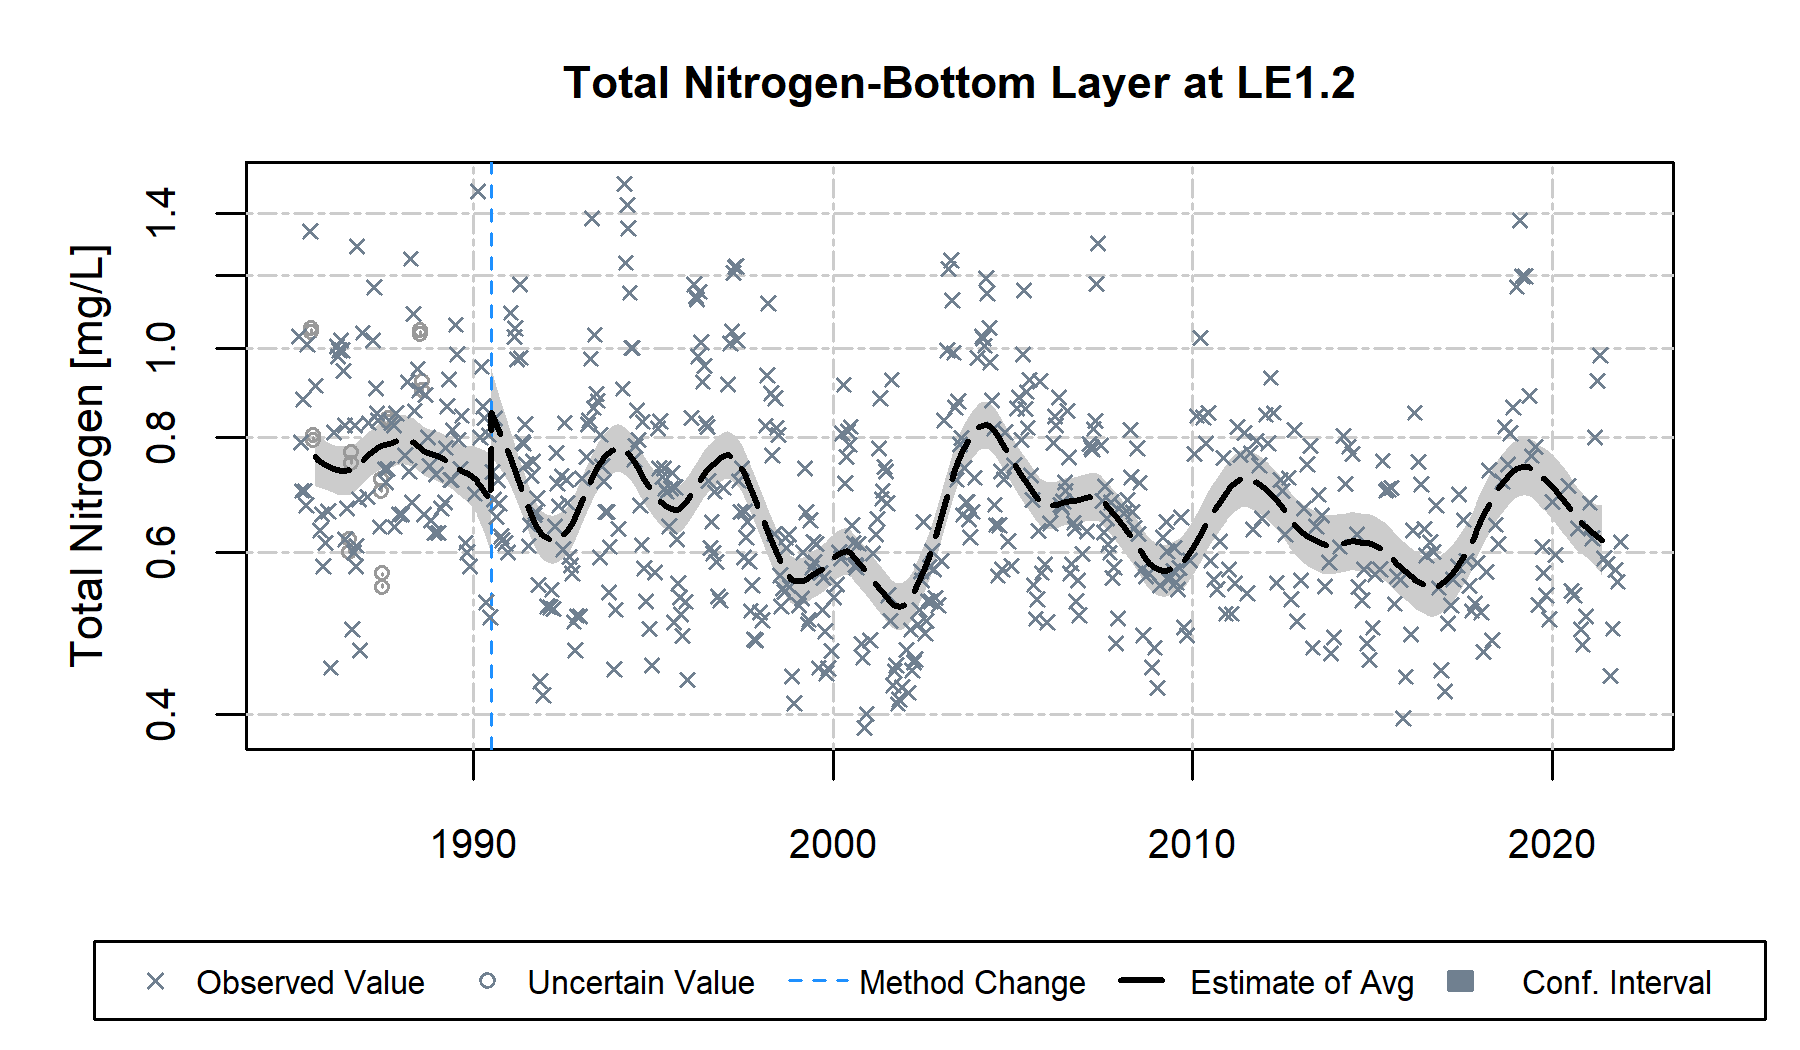 Total Nitrogen-Bottom Layer at LE1.2
Total Nitrogen [mg/L]
1.4
1.0
0.8
0.6
0.4
1990 2000 2010 2020
Observed Value Uncertain Value Method Change Estimate of Avg Conf. Interval